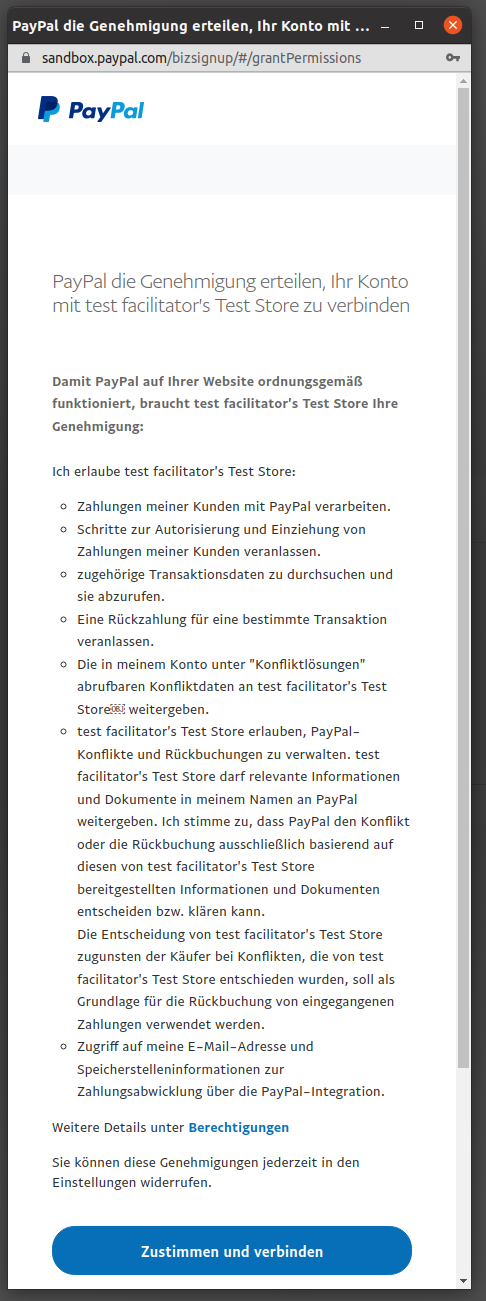 PayPal die Genehmigung erteilen, Ihr Konto mit ...
sandbox.paypal.com/bizsignup/#/grantPermissions
PayPal
PayPal die Genehmigung erteilen, Ihr Konto
mit test facilitator's Test Store zu verbinden
Damit PayPal auf Ihrer Website ordnungsgemäß
funktioniert, braucht test facilitator's Test Store Ihre
Genehmigung:
Ich erlaube test facilitator's Test Store:
Zahlungen meiner Kunden mit PayPal verarbeiten.
Schritte zur Autorisierung und Einziehung von
Zahlungen meiner Kunden veranlassen.
zugehörige Transaktionsdaten zu durchsuchen und
sie abzurufen.
Eine Rückzahlung für eine bestimmte Transaktion
veranlassen.
Die in meinem Konto unter "Konfliktlösungen"
abrufbaren Konfliktdaten an test facilitator's Test
Store weitergeben.
test facilitator's Test Store erlauben, PayPal-
Konflikte und Rückbuchungen zu verwalten. test
facilitator's Test Store darf relevante Informationen
und Dokumente in meinem Namen an PayPal
weitergeben. Ich stimme zu, dass PayPal den Konflikt
oder die Rückbuchung ausschließlich basierend auf
diesen von test facilitator's Test Store
bereitgestellten Informationen und Dokumenten
entscheiden bzw. klären kann.
Die Entscheidung von test facilitator's Test Store
zugunsten der Käufer bei Konflikten, die von test
facilitator's Test Store entschieden wurden, soll als
Grundlage für die Rückbuchung von eingegangenen
Zahlungen verwendet werden.
Zugriff auf meine E-Mail-Adresse und
Speicherstelleninformationen zur
Zahlungsabwicklung über die PayPal-Integration.
Weitere Details unter Berechtigungen
Sie können diese Genehmigungen jederzeit in den
Einstellungen widerrufen.
Zustimmen und verbinden